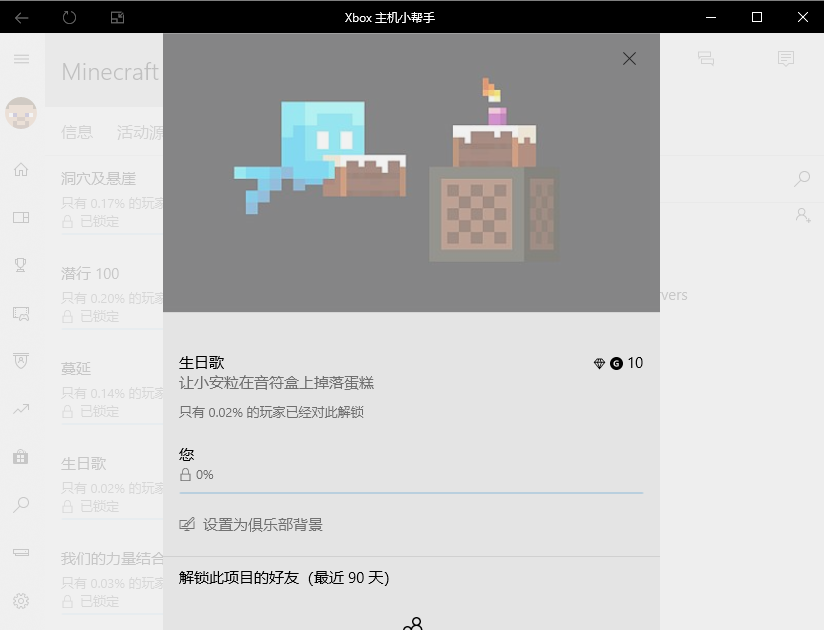 Xbox 主机小帮手
Minecraft
信息 活动源
洞穴及悬崖
只有 0.17% 的玩家
已锁定
潜行 100
只有 0.20% 的玩家
已锁定
蔓延
只有 0.14% 的玩家
已锁定
生日歌
只有 0.02% 的玩家
已锁定
我们的力量结合
只有 0.03% 的玩家
已锁定
vers
生日歌
G 10
让小安粒在音符盒上掉落蛋糕
只有 0.02% 的玩家已经对此解锁
您
0%
设置为俱乐部背景
解锁此项目的好友（最近 90 天）